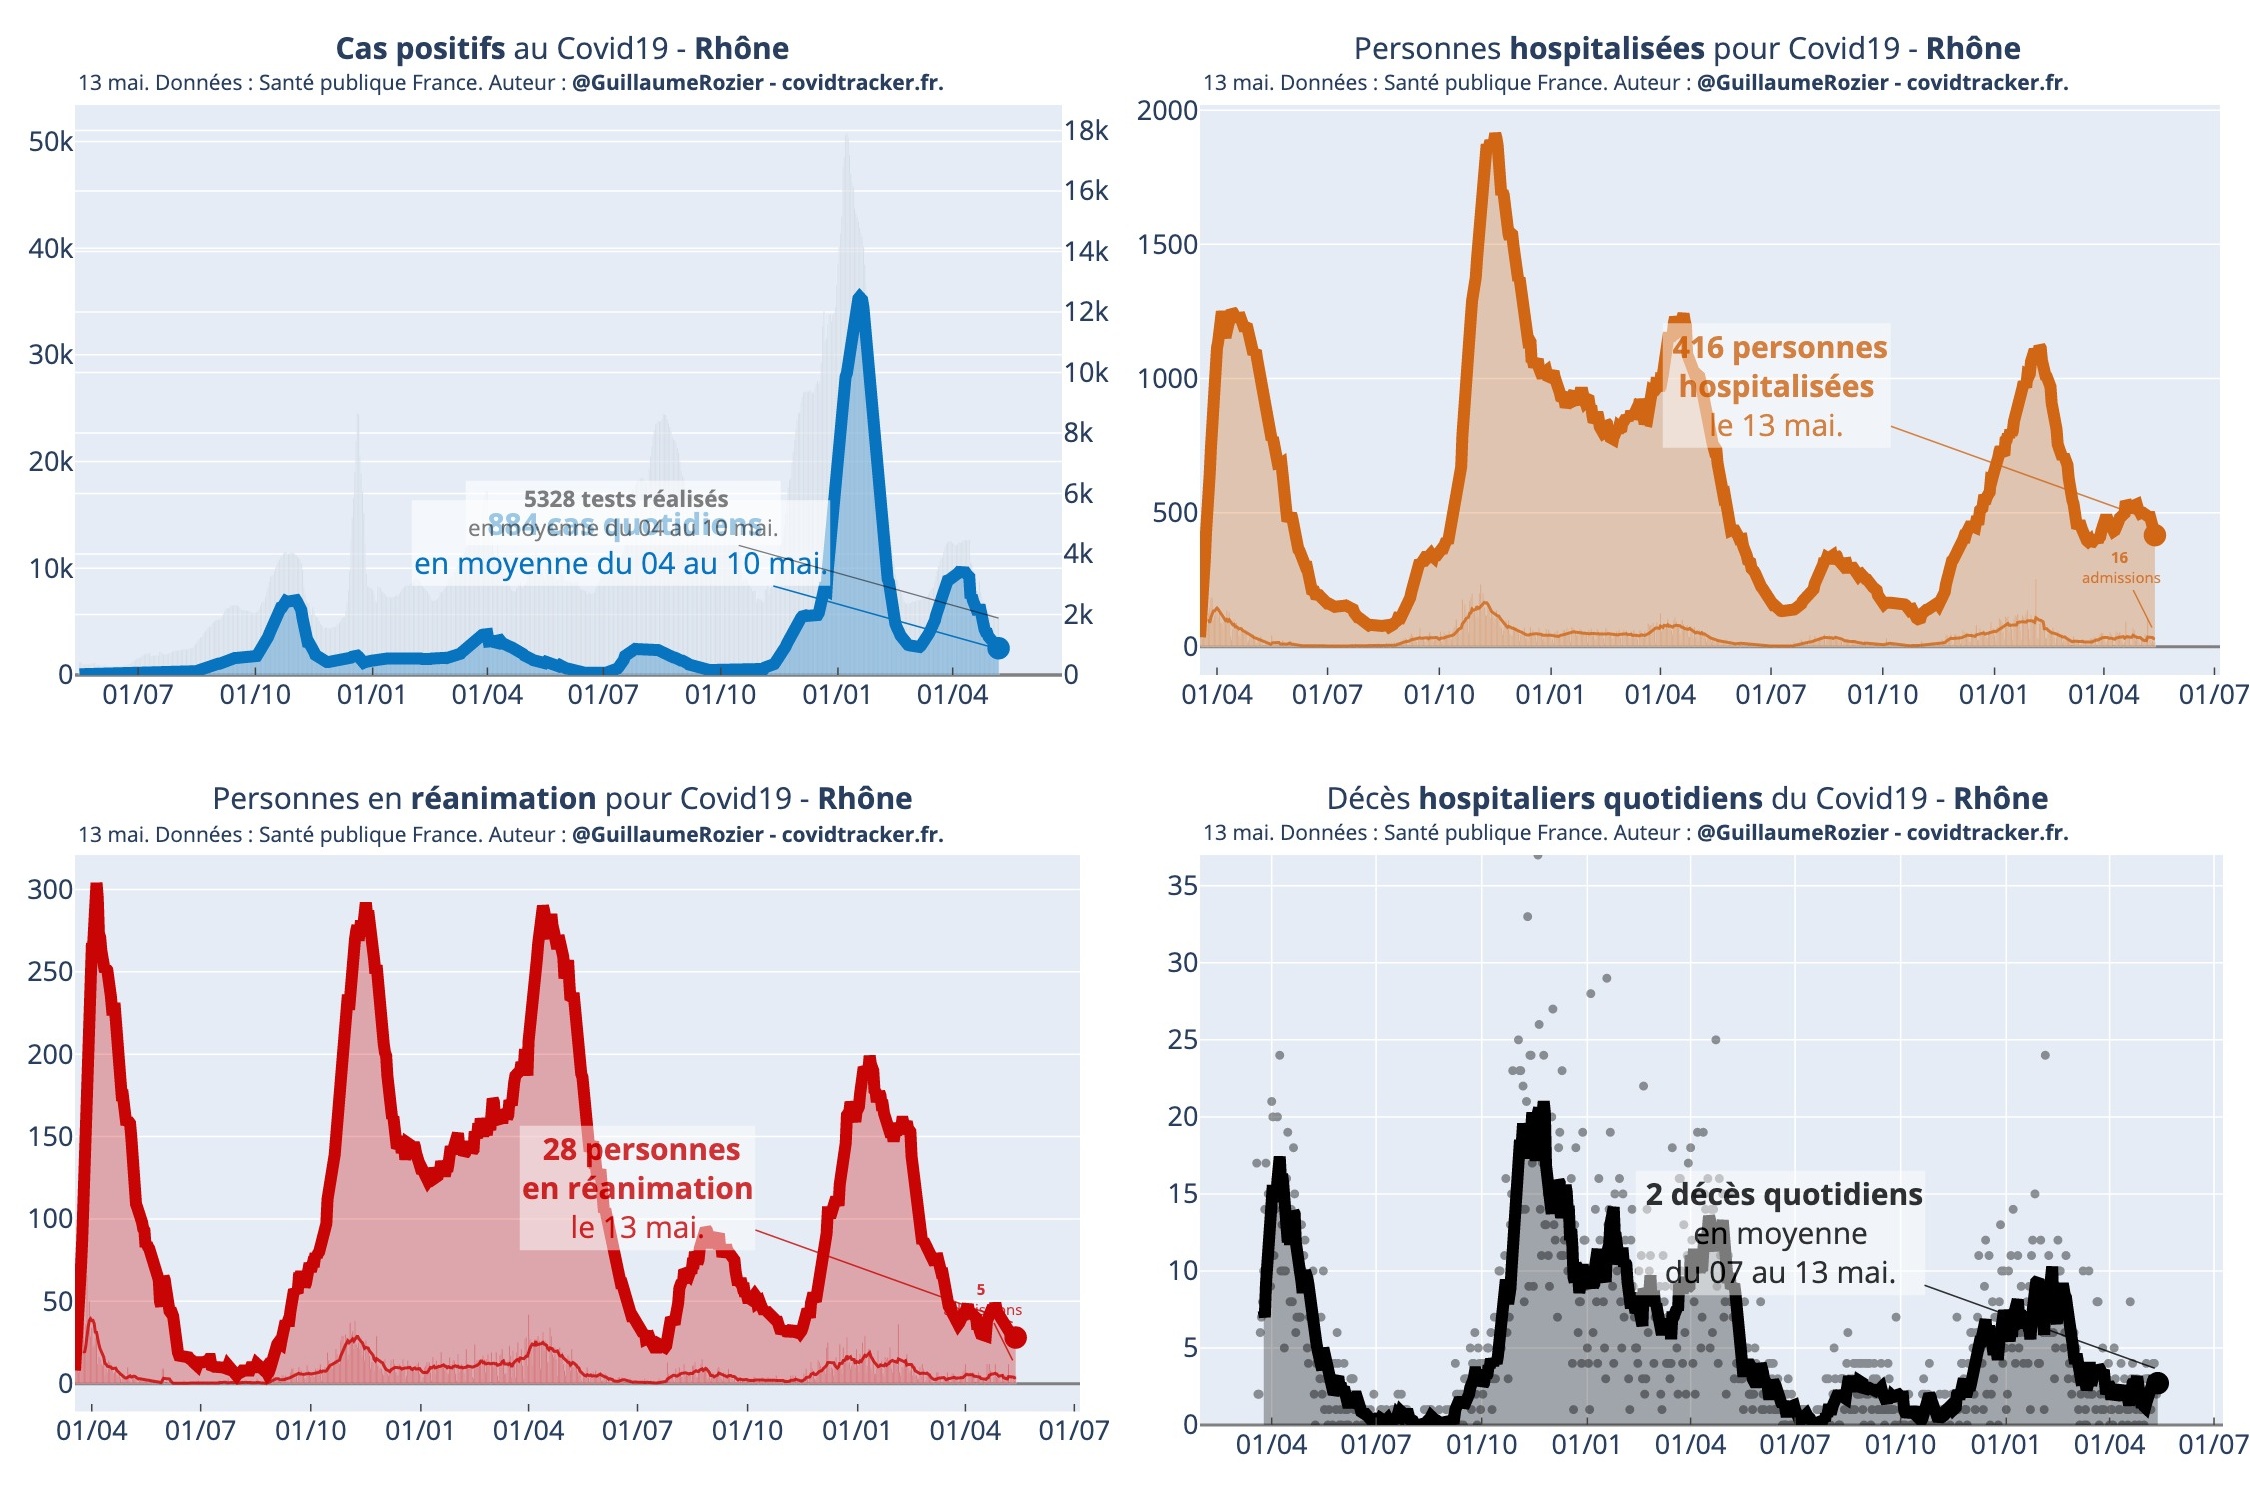 Cas positifs au Covid19 - Rhône
13 mai. Données : Santé publique France. Auteur : @GuillaumeRozier - covidtracker.fr.
50k
40k
30k
20k
10k
0
18k
16k
14k
12k
10k
8k
6k
4k
2k
0
5328 tests réalisés
en moyenne du 04 au 10 mai.
884 cas quotidiens
en moyenne du 04 au 10 mai.
01/07 01/10 01/01 01/04 01/07 01/10 01/01 01/04
Personnes hospitalisées pour Covid19 - Rhône
13 mai. Données : Santé publique France. Auteur : @GuillaumeRozier - covidtracker.fr.
2000
1500
1000
500
0
416 personnes
hospitalisées
le 13 mai.
16
admissions
01/04 01/07 01/10 01/01 01/04 01/07 01/10 01/01 01/04 01/07
Personnes en réanimation pour Covid19 - Rhône
13 mai. Données : Santé publique France. Auteur : @GuillaumeRozier - covidtracker.fr.
300
250
200
150
100
50
0
28 personnes
en réanimation
le 13 mai.
5
admissions
01/04 01/07 01/10 01/01 01/04 01/07 01/10 01/01 01/04 01/07
Décès hospitaliers quotidiens du Covid19 - Rhône
13 mai. Données : Santé publique France. Auteur : @GuillaumeRozier - covidtracker.fr.
35
30
25
20
15
10
5
0
2 décès quotidiens
en moyenne
du 07 au 13 mai.
01/04 01/07 01/10 01/01 01/04 01/07 01/10 01/01 01/04 01/07